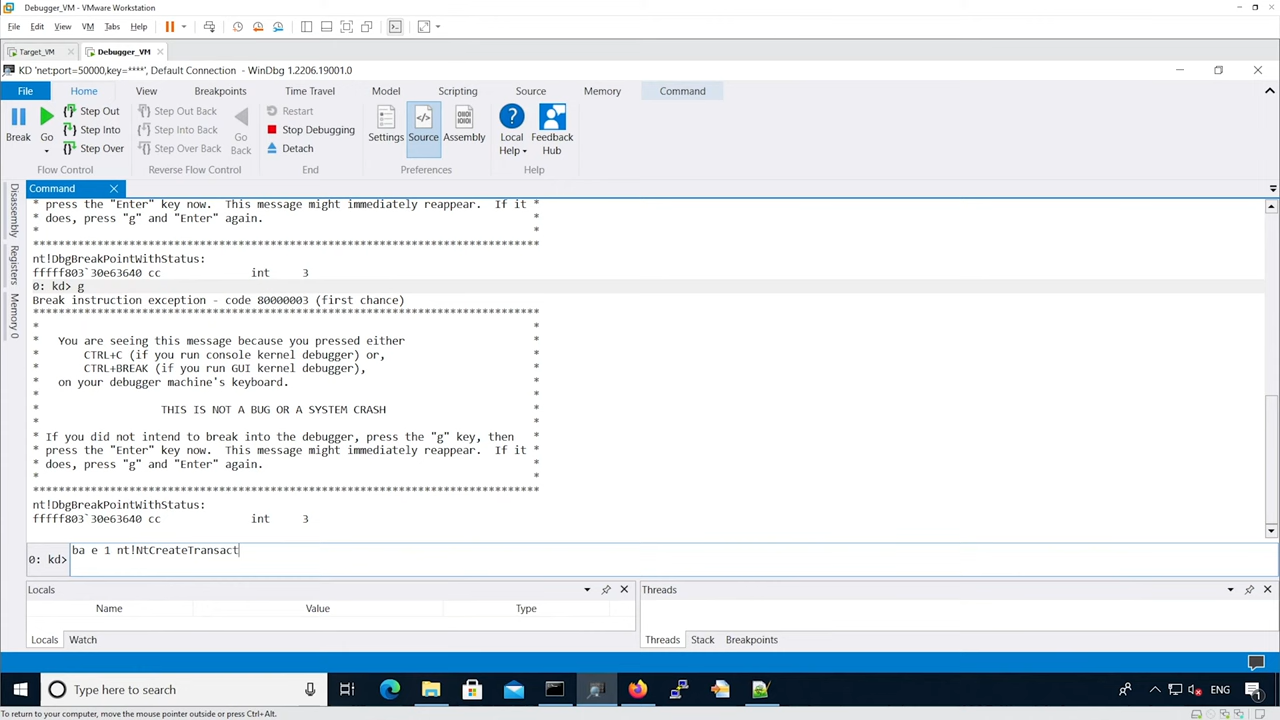 Debugger_VM - VMware Workstation
File Edit View VM Tabs Help
Target_VM Debugger_VM
KD 'net:port=50000,key=****', Default Connection - WinDbg 1.2206.19001.0
File Home View Breakpoints Time Travel Model Scripting Source Memory Command
Break
Go
Step Out
Step Into
Step Over
Step Out Back
Step Into Back
Step Over Back
Go Back
Restart
Stop Debugging
Detach
Settings
Source
Assembly
Local Help
Feedback Hub
Flow Control
Reverse Flow Control
End
Preferences
Help
Disassembly
Registers
Memory 0
Command
* press the "Enter" key now.  This message might immediately reappear.  If it *
* does, press "g" and "Enter" again. *
* *
*******************************************************************************
nt!DbgBreakPointWithStatus:
fffff803`30e63640 cc int 3
0: kd> g
Break instruction exception - code 80000003 (first chance)
*******************************************************************************
* *
* You are seeing this message because you pressed either *
* CTRL+C (if you run console kernel debugger) or, *
* CTRL+BREAK (if you run GUI kernel debugger), *
* on your debugger machine's keyboard. *
* *
* THIS IS NOT A BUG OR A SYSTEM CRASH *
* *
* If you did not intend to break into the debugger, press the "g" key, then *
* press the "Enter" key now.  This message might immediately reappear.  If it *
* does, press "g" and "Enter" again. *
* *
*******************************************************************************
nt!DbgBreakPointWithStatus:
fffff803`30e63640 cc int 3
0: kd> ba e 1 nt!NtCreateTransact
Locals
Name Value Type
Locals Watch
Threads
Threads Stack Breakpoints
Type here to search
ENG
1
To return to your computer, move the mouse pointer outside or press Ctrl+Alt.